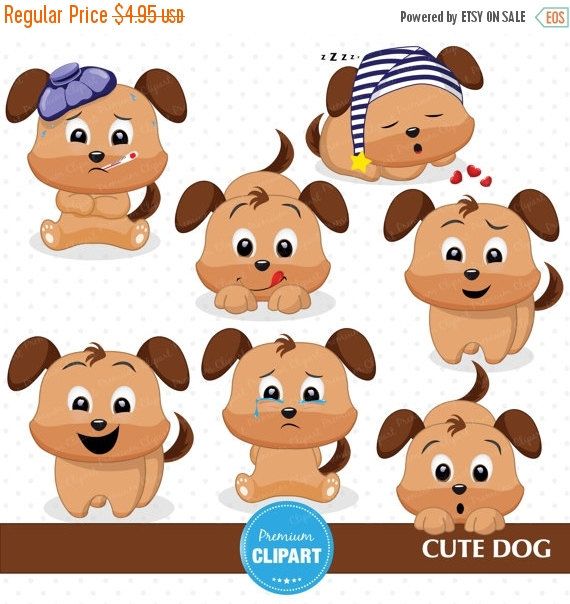 Regular Price $4.95 USD
Powered by ETSY ON SALE
EOS
z Z Z z
Premium
CLIPART
CUTE DOG